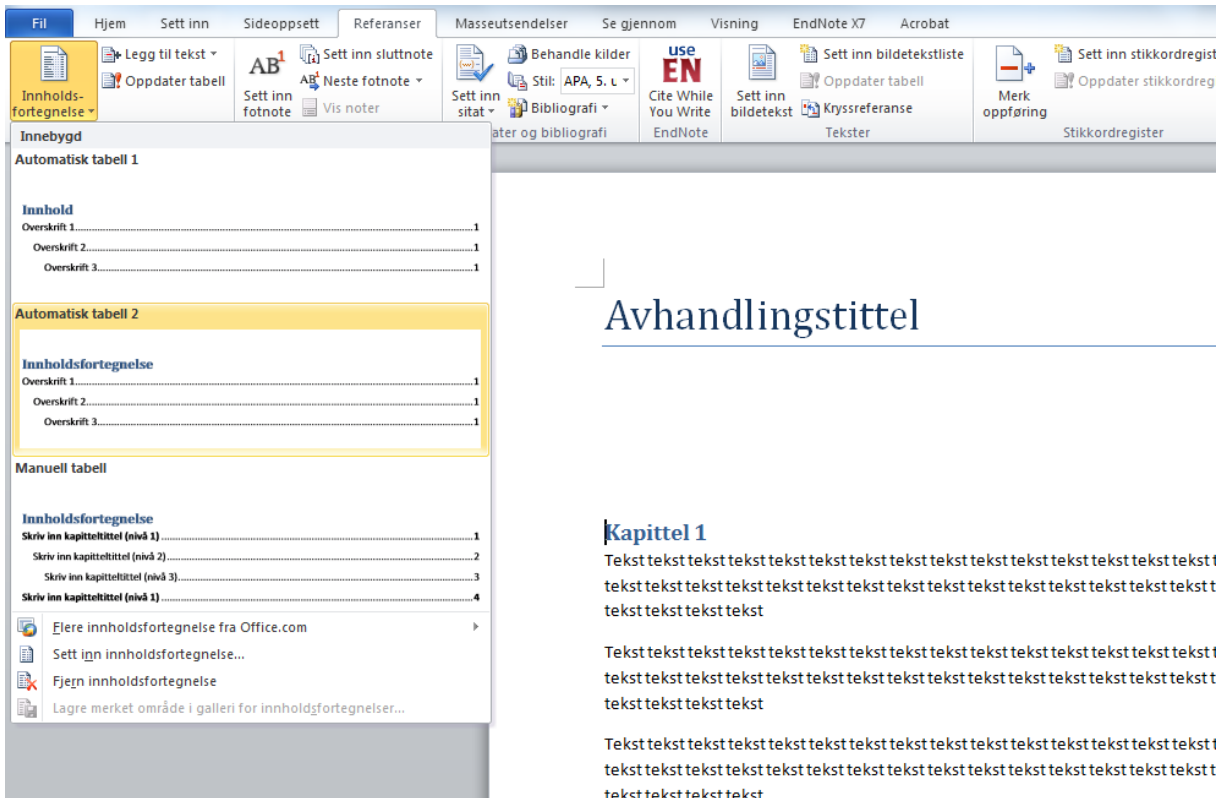 Fil Hjem Sett inn Sideoppsett Referanser Masseutsendelser Se gjennom Visning EndNote X7 Acrobat
Innholds-
fortegnelse
Legg til tekst
Oppdater tabell
AB1
Sett inn
fotnote
Sett inn sluttnote
Neste fotnote
Vis noter
Sett inn
sitat
Behandle kilder
Stil: APA, 5. u
Bibliografi
ater og bibliografi
use
EN
Cite While
You Write
EndNote
Sett inn
bildetekst
Sett inn bildetekstliste
Oppdater tabell
Kryssreferanse
Tekster
Merk
oppføring
Sett inn stikkordregist
Oppdater stikkordreg
Stikkordregister
Innebygd
Automatisk tabell 1
Innhold
Overskrift 1....1
Overskrift 2....1
Overskrift 3....1
Automatisk tabell 2
Innholdsfortegnelse
Overskrift 1....1
Overskrift 2....1
Overskrift 3....1
Manuell tabell
Innholdsfortegnelse
Skriv inn kapitteltittel (nivå 1)....1
Skriv inn kapitteltittel (nivå 2)....2
Skriv inn kapitteltittel (nivå 3)....3
Skriv inn kapitteltittel (nivå 1)....4
Flere innholdsfortegnelse fra Office.com
Sett inn innholdsfortegnelse...
Fjern innholdsfortegnelse
Lagre merket område i galleri for innholdsfortegnelser...
Avhandlingstittel
Kapittel 1
Tekst tekst tekst tekst tekst tekst tekst tekst tekst tekst tekst tekst tekst tekst tekst t
tekst tekst tekst tekst tekst tekst tekst tekst tekst tekst tekst tekst tekst tekst tekst t
tekst tekst tekst tekst
Tekst tekst tekst tekst tekst tekst tekst tekst tekst tekst tekst tekst tekst tekst tekst t
tekst tekst tekst tekst tekst tekst tekst tekst tekst tekst tekst tekst tekst tekst tekst t
tekst tekst tekst tekst
Tekst tekst tekst tekst tekst tekst tekst tekst tekst tekst tekst tekst tekst tekst tekst t
tekst tekst tekst tekst tekst tekst tekst tekst tekst tekst tekst tekst tekst tekst tekst t
tekst tekst tekst tekst